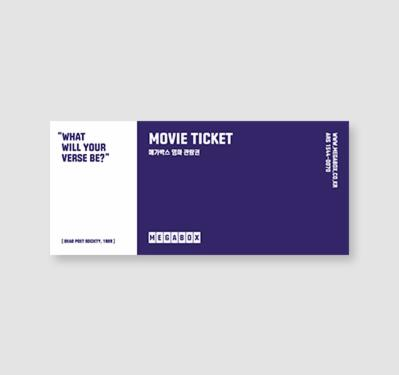 "WHAT
WILL YOUR
VERSE BE?"
[ DEAD POET SOCIETY, 1989 ]
MOVIE TICKET
메가박스 영화 관람권
MEGABOX
WWW.MEGABOX.CO.KR
ARS 1544-0070